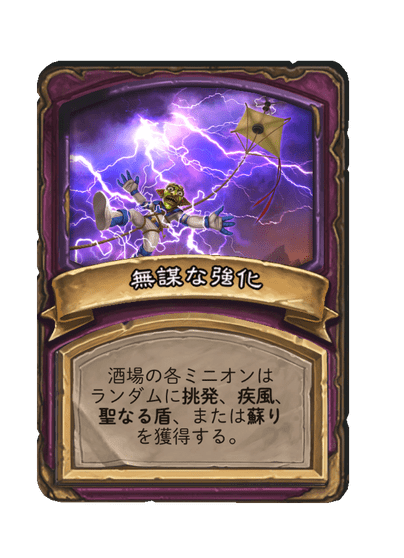 無謀な強化
酒場の各ミニオンは
ランダムに挑発、疾風、
聖なる盾、または蘇り
を獲得する。